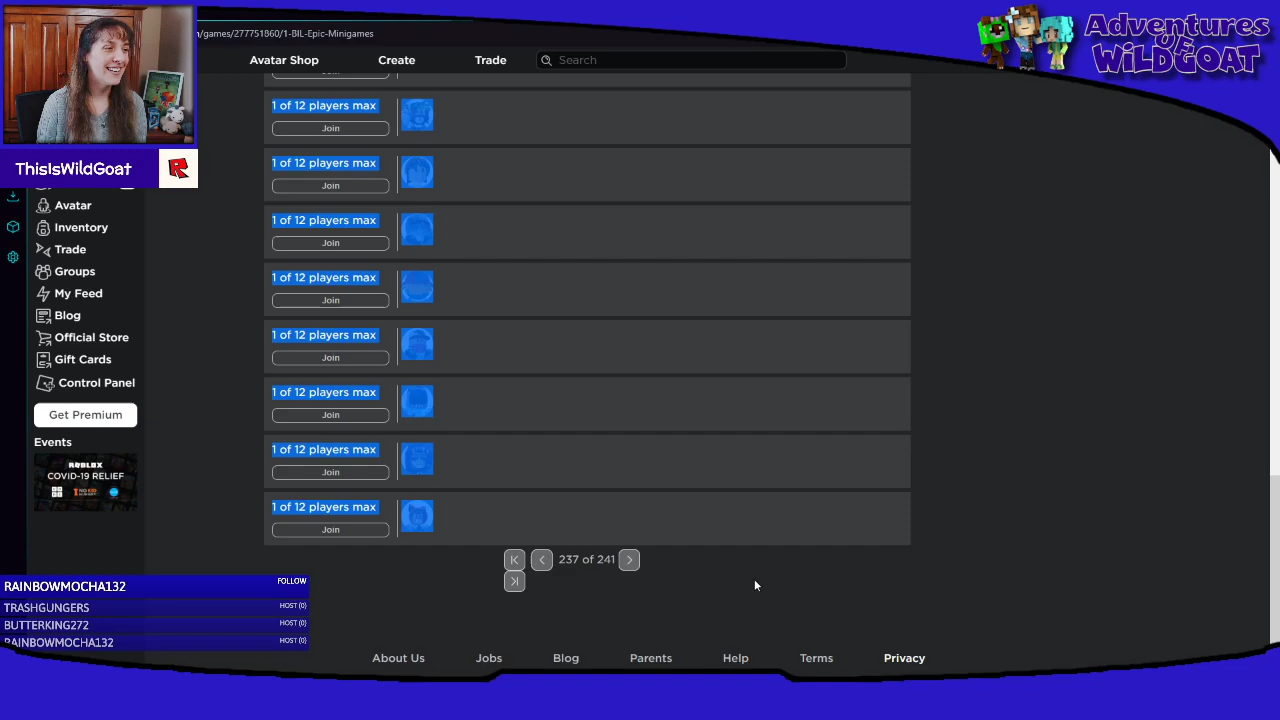 n/games/277751860/1-BIL-Epic-Minigames
Adventures
OF
WILDGOAT
Avatar Shop Create Trade Search
ThisIsWildGoat
1 of 12 players max
Join
1 of 12 players max
Join
1 of 12 players max
Join
1 of 12 players max
Join
1 of 12 players max
Join
1 of 12 players max
Join
1 of 12 players max
Join
1 of 12 players max
Join
Avatar
Inventory
Trade
Groups
My Feed
Blog
Official Store
Gift Cards
Control Panel
Get Premium
Events
ROBLOX
COVID-19 RELIEF
237 of 241
RAINBOWMOCHA132 FOLLOW
TRASHGUNGERS HOST (0)
BUTTERKING272 HOST (0)
RAINBOWMOCHA132 HOST (0)
About Us Jobs Blog Parents Help Terms Privacy